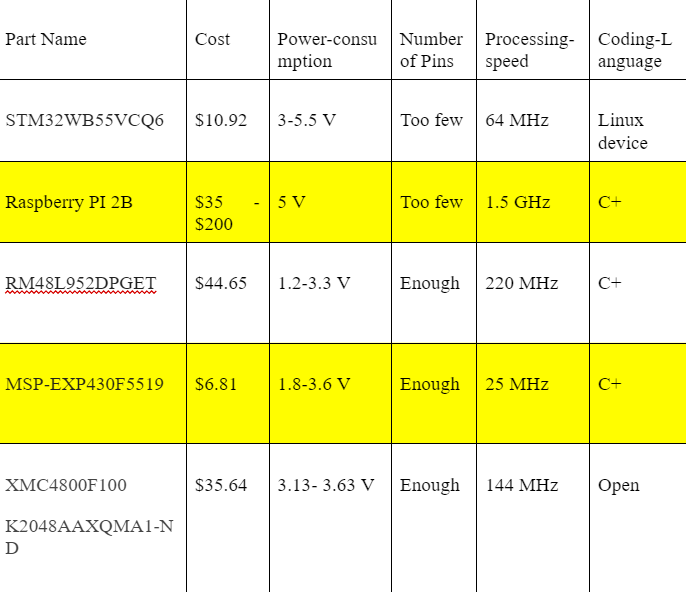 Part Name Cost Power-consu Number Processing- Coding-L
mption of Pins speed anguage
STM32WB55VCQ6 $10.92 3-5.5 V Too few 64 MHz Linux
device
Raspberry PI 2B $35 - 5 V Too few 1.5 GHz C+
$200
RM48L952DPGET $44.65 1.2-3.3 V Enough 220 MHz C+
MSP-EXP430F5519 $6.81 1.8-3.6 V Enough 25 MHz C+
XMC4800F100 $35.64 3.13- 3.63 V Enough 144 MHz Open
K2048AAXQMA1-N
D